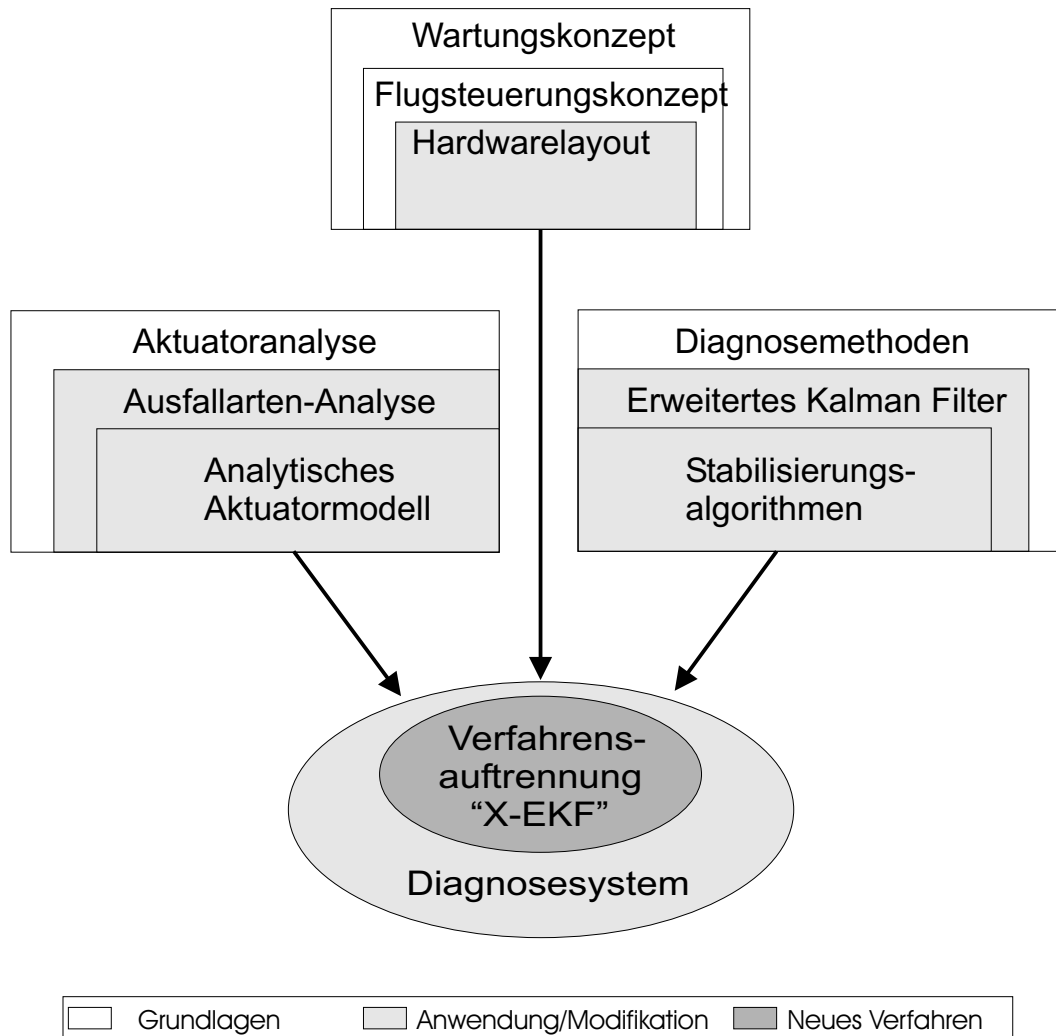 Wartungskonzept
Flugsteuerungskonzept
Hardwarelayout
Aktuatoranalyse
Ausfallarten-Analyse
Analytisches
Aktuatormodell
Diagnosemethoden
Erweitertes Kalman Filter
Stabilisierungs-
algorithmen
Verfahrens-
auftrennung
“X-EKF”
Diagnosesystem
Grundlagen
Anwendung/Modifikation
Neues Verfahren